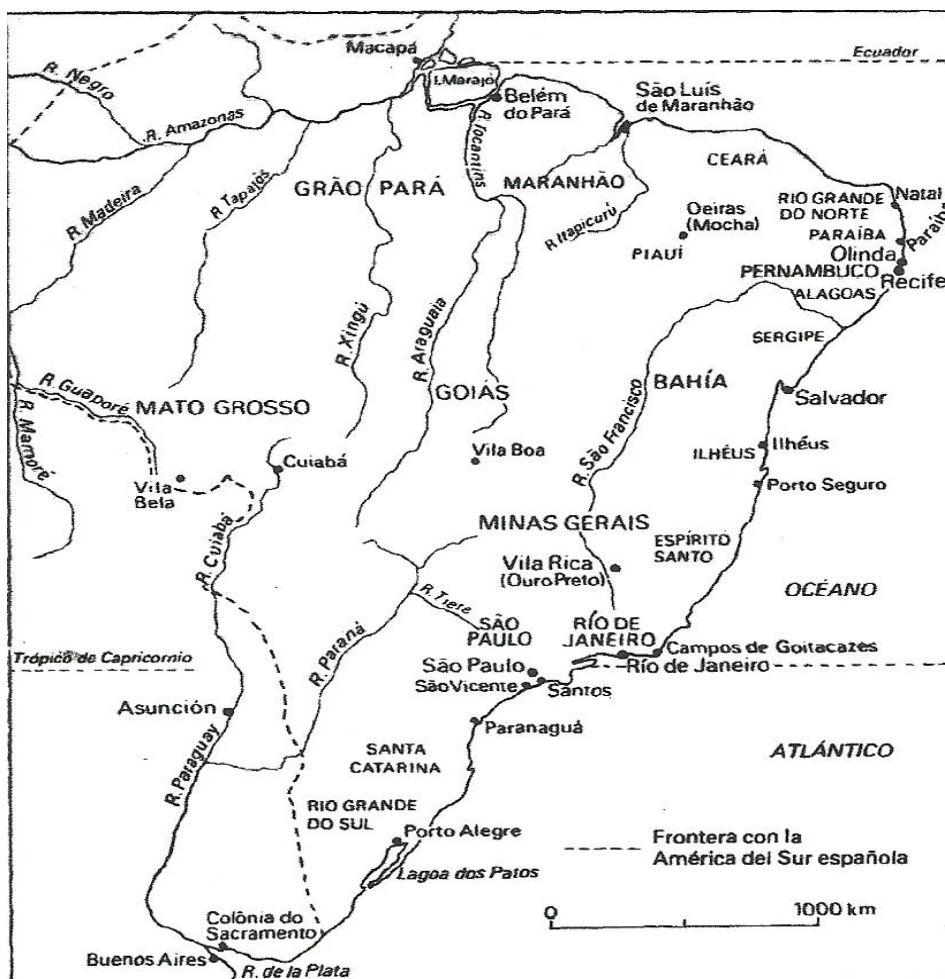 Macapá
Ecuador
R. Negro
I. Marajó
Belém
do Pará
São Luís
de Maranhão
R. Amazonas
R. Tocantins
CEARÁ
R. Madeira
R. Tapajós
GRÃO PARÁ
MARANHÃO
RIO GRANDE
DO NORTE
Natal
R. Itapicurú
Oeiras
(Mocha)
PARAÍBA
PIAUÍ
Olinda
PERNAMBUCO
Recife
ALAGOAS
R. Xingú
R. Araguaia
SERGIPE
R. Guaporé
R. Mamoré
MATO GROSSO
GOIÁS
R. São Francisco
BAHÍA
Salvador
Cuiabá
Vila Boa
ILHÉUS
Ilhéus
Vila
Bela
Porto Seguro
R. Cuiabá
MINAS GERAIS
ESPÍRITO
SANTO
Vila Rica
(Ouro Preto)
R. Tiete
OCÉANO
R. Paraná
SÃO
PAULO
RÍO DE
JANEIRO
Campos de Goitacazes
Trópico de Capricornio
São Paulo
Río de Janeiro
São Vicente
Santos
Asunción
Paranaguá
R. Paraguay
SANTA
CATARINA
ATLÁNTICO
RIO GRANDE
DO SUL
Porto Alegre
Frontera con la
América del Sur española
Lagoa dos Patos
0
1000 km
Colônia do
Sacramento
Buenos Aires
R. de la Plata